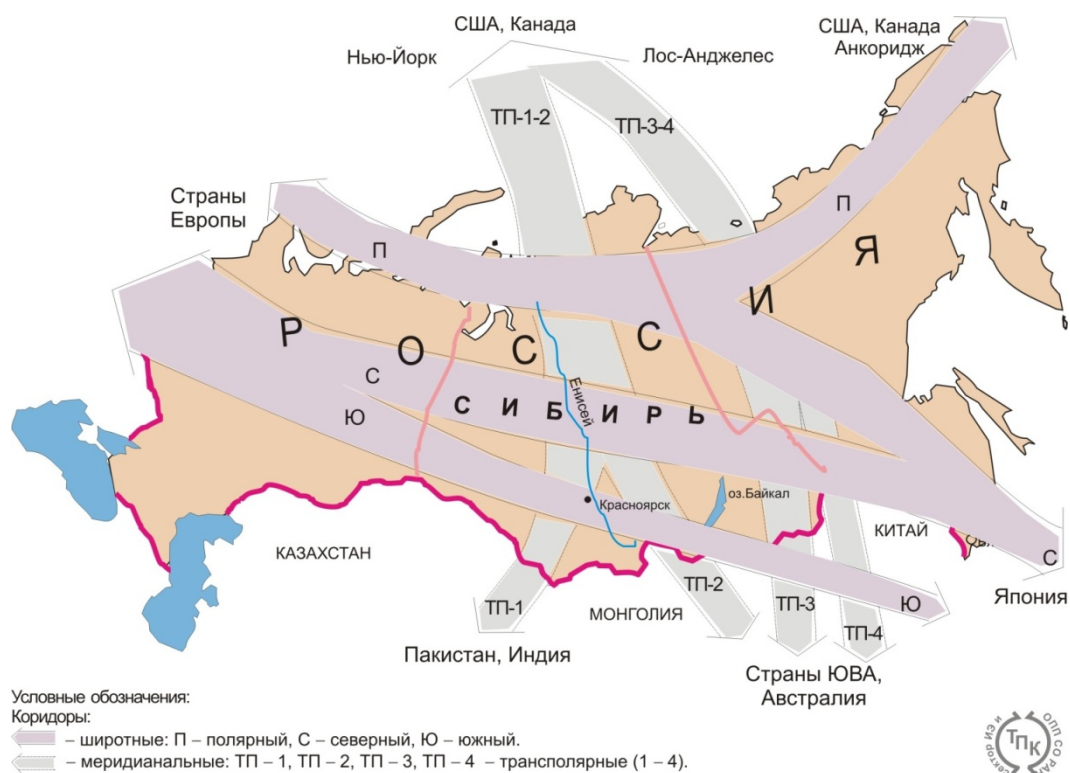 США, Канада
Нью-Йорк
Лос-Анджелес
США, Канада
Анкоридж
ТП-1-2
ТП-3-4
Страны
Европы
П
П
РОССИЯ
С
СИБИРЬ
Ю
Енисей
Красноярск
оз.Байкал
КАЗАХСТАН
КИТАЙ
С
Япония
ТП-1
МОНГОЛИЯ
ТП-2
ТП-3
ТП-4
Ю
Пакистан, Индия
Страны ЮВА,
Австралия
Условные обозначения:
Коридоры:
– широтные: П – полярный, С – северный, Ю – южный.
– меридианальные: ТП – 1, ТП – 2, ТП – 3, ТП – 4 – трансполярные (1 – 4).
ТПК